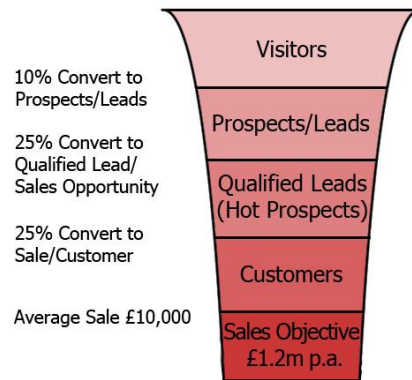 Visitors
10% Convert to
Prospects/Leads
Prospects/Leads
25% Convert to
Qualified Lead/
Sales Opportunity
Qualified Leads
(Hot Prospects)
25% Convert to
Sale/Customer
Customers
Average Sale £10,000
Sales Objective
£1.2m p.a.